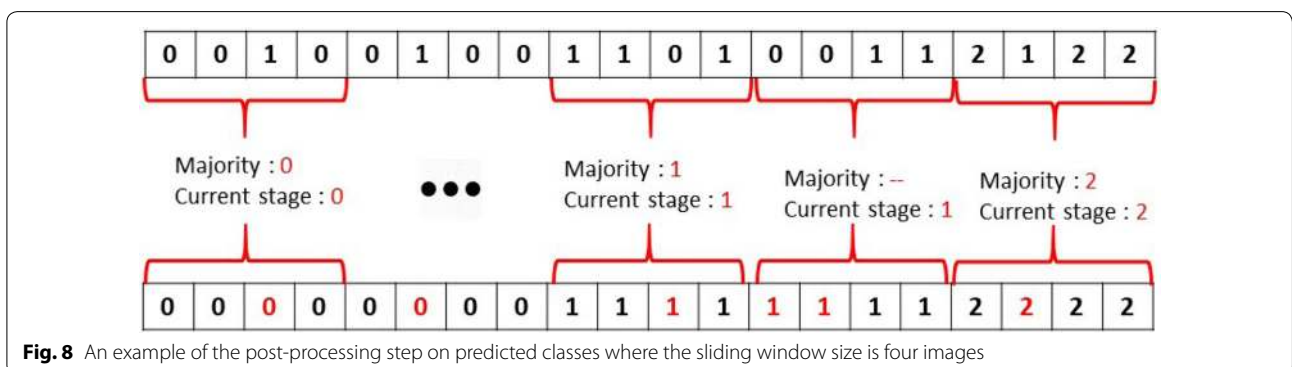 0 0 1 0 0 1 0 0 1 1 0 1 0 0 1 1 2 1 2 2
Majority : 0
Current stage : 0
Majority : 1
Current stage : 1
Majority : --
Current stage : 1
Majority : 2
Current stage : 2
0 0 0 0 0 0 0 0 1 1 1 1 1 1 1 1 2 2 2 2
Fig. 8 An example of the post-processing step on predicted classes where the sliding window size is four images